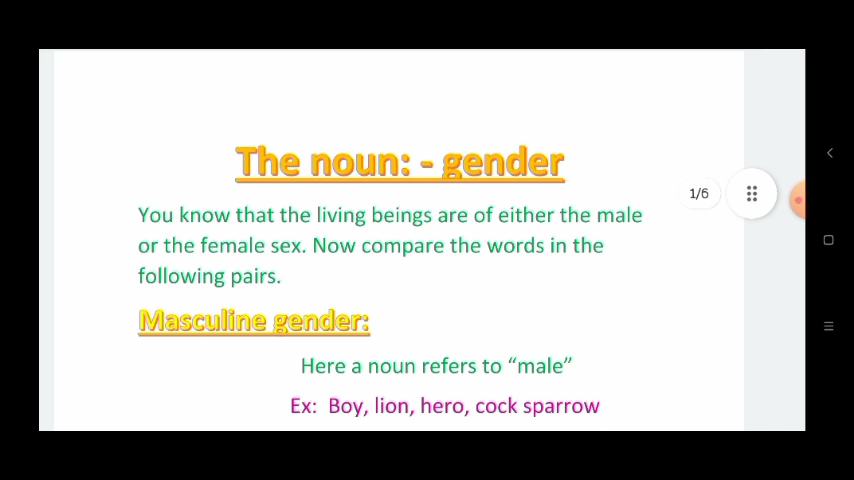 The noun: - gender
You know that the living beings are of either the male
or the female sex. Now compare the words in the
following pairs.
Masculine gender:
Here a noun refers to “male”
Ex:  Boy, lion, hero, cock sparrow
1/6